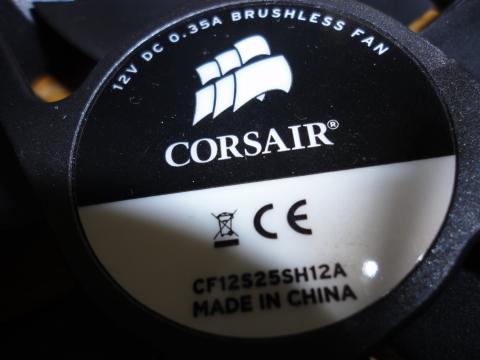 12V DC 0.35A BRUSHLESS FAN
CORSAIR®
CE
CF12S25SH12A
MADE IN CHINA